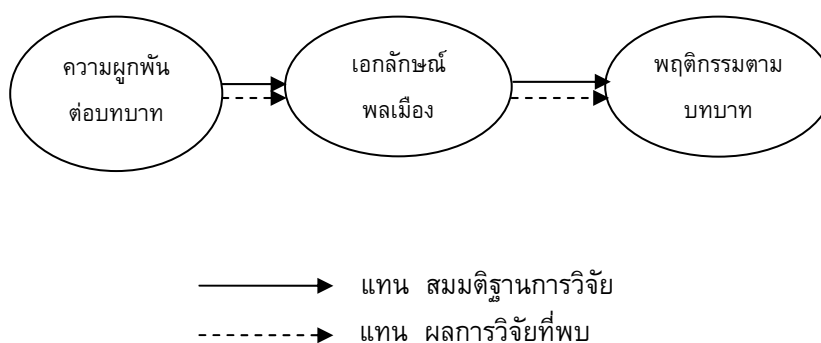 ความผูกพัน
ต่อบทบาท
เอกลักษณ์
พลเมือง
พฤติกรรมตาม
บทบาท
แทน สมมติฐานการวิจัย
แทน ผลการวิจัยที่พบ